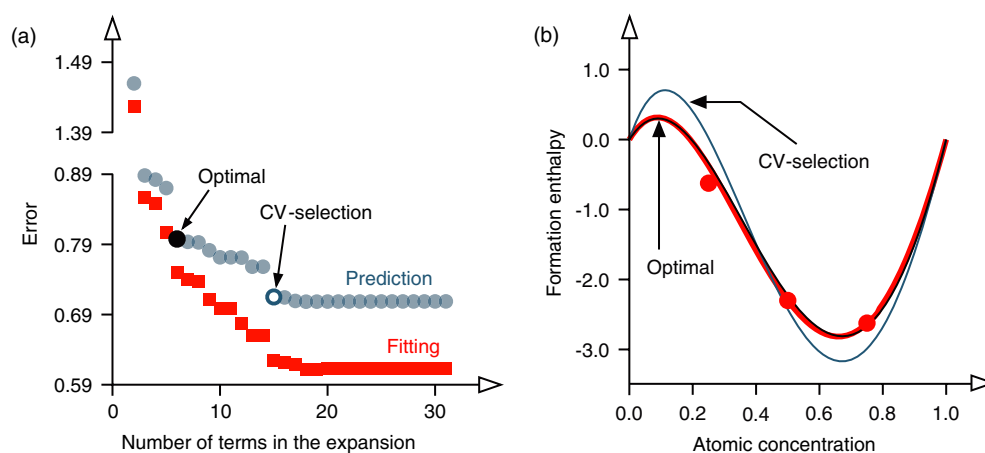 (a)
Error
1.49
1.39
0.89
0.79
0.69
0.59
Optimal
CV-selection
Prediction
Fitting
0
10
20
30
Number of terms in the expansion
(b)
Formation enthalpy
1.0
0.0
-1.0
-2.0
-3.0
CV-selection
Optimal
0.0
0.2
0.4
0.6
0.8
1.0
Atomic concentration